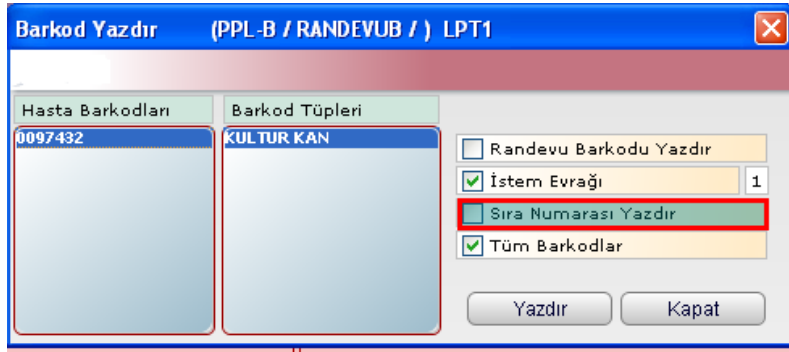 Barkod Yazdır (PPL-B / RANDEVUB / ) LPT1
Hasta Barkodları Barkod Tüpleri
0097432 KULTUR KAN
Randevu Barkodu Yazdır
İstem Evrağı 1
Sıra Numarası Yazdır
Tüm Barkodlar
Yazdır Kapat